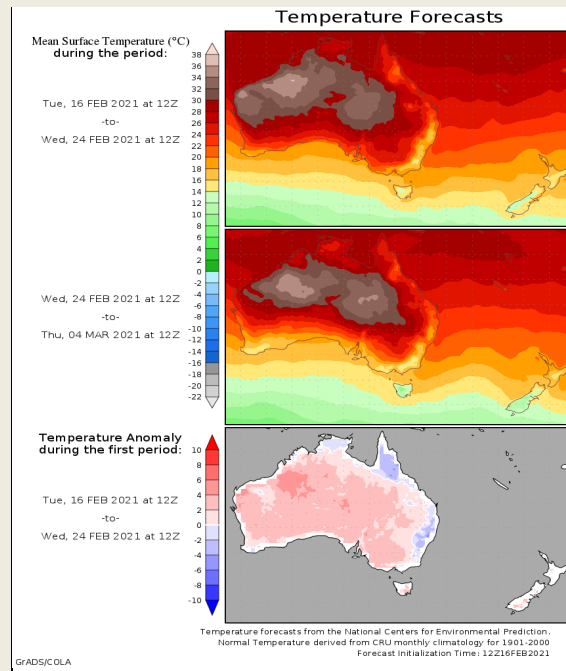 Temperature Forecasts
Mean Surface Temperature (°C)
during the period:
Tue, 16 FEB 2021 at 12Z
-to-
Wed, 24 FEB 2021 at 12Z
38
36
34
32
30
28
26
24
22
20
18
16
14
12
10
8
6
4
2
0
-2
-4
-6
-8
-10
-12
-14
-16
-18
-20
-22
Wed, 24 FEB 2021 at 12Z
-to-
Thu, 04 MAR 2021 at 12Z
Temperature Anomaly
during the first period:
Tue, 16 FEB 2021 at 12Z
-to-
Wed, 24 FEB 2021 at 12Z
10
8
6
4
2
0
-2
-4
-6
-8
-10
Temperature forecasts from the National Centers for Environmental Prediction.
Normal Temperature derived from CRU monthly climatology for 1901-2000
Forecast Initialization Time: 12Z16FEB2021
GrADS/COLA